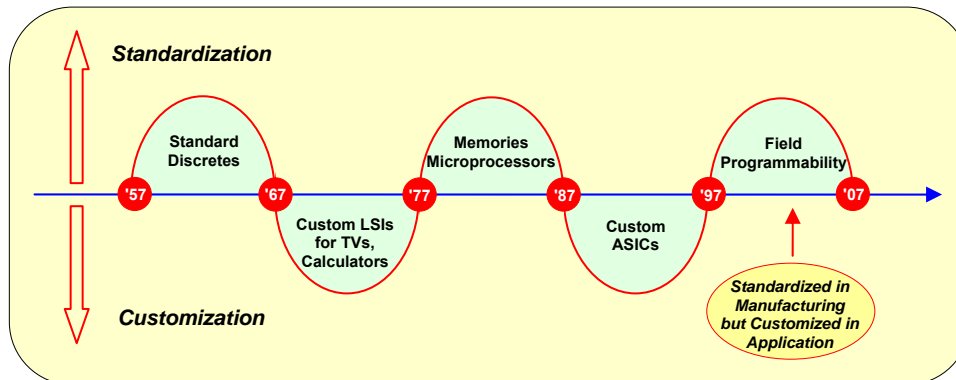 Standardization
Standard
Discretes
Memories
Microprocessors
Field
Programmability
'57
'67
'77
'87
'97
'07
Custom LSIs
for TVs,
Calculators
Custom
ASICs
Standardized in
Manufacturing
but Customized in
Application
Customization